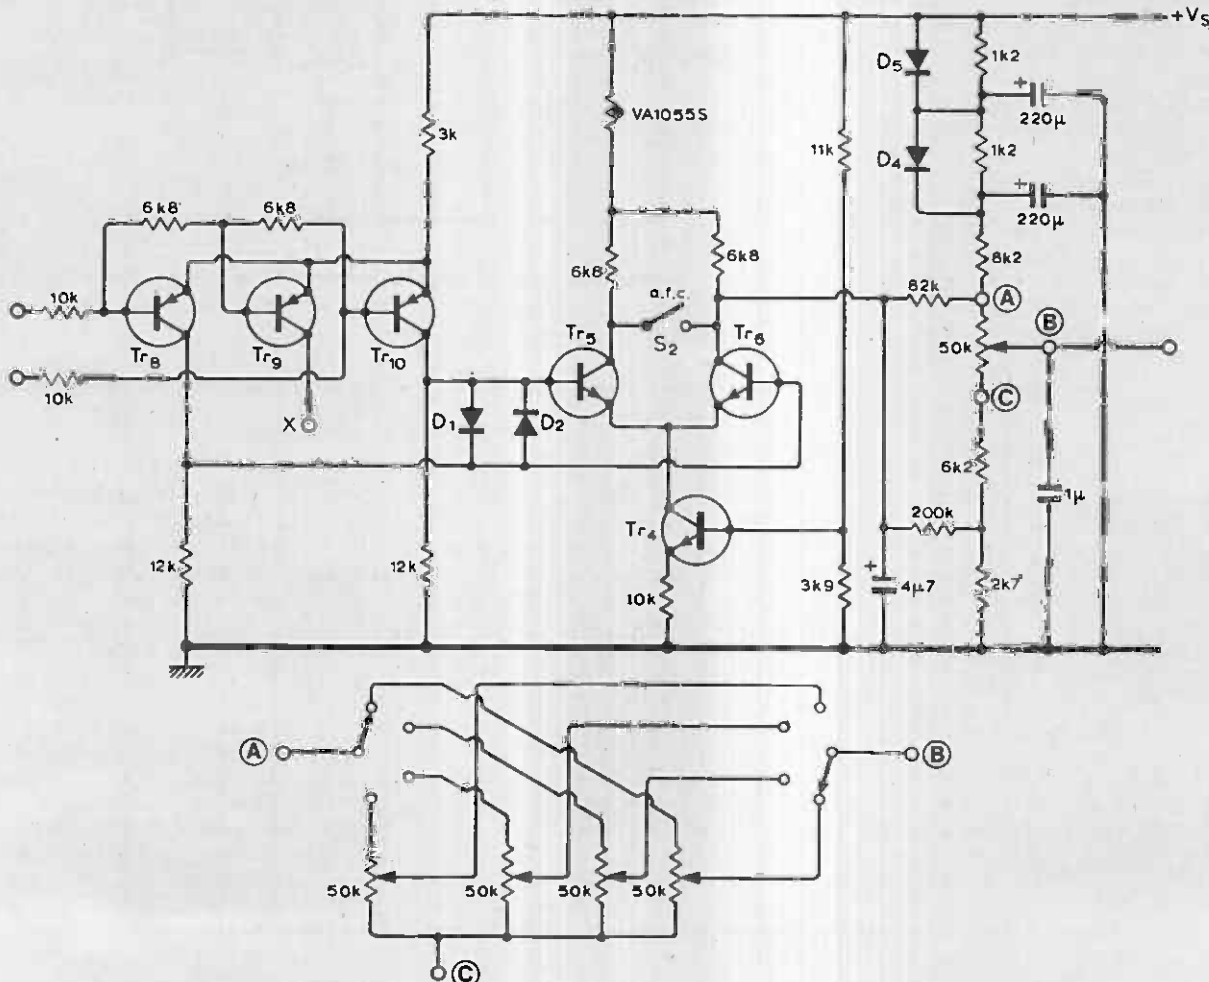 +Vs
D5
1k2
+
220μ
VA1055S
3k
11k
D4
1k2
+
220μ
6k8
6k8
8k2
6k8
6k8
a.f.c.
S2
82k
A
10k
B
50k
Tr8
Tr9
Tr10
Tr5
Tr6
10k
C
X
D1
D2
6k2
1μ
200k
Tr4
12k
12k
10k
3k9
+
4μ7
2k7
A
B
50k
50k
50k
50k
C